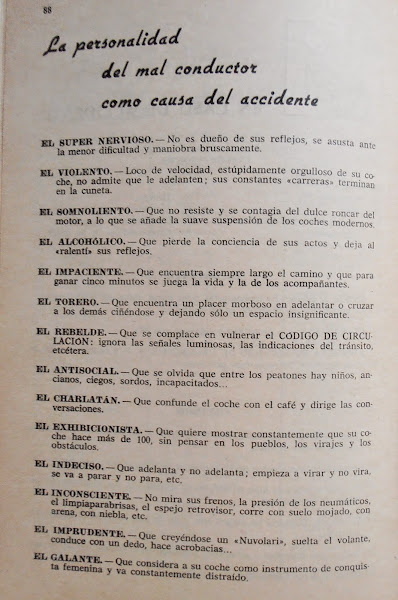 88
La personalidad
del mal conductor
como causa del accidente
EL SUPER NERVIOSO.—No es dueño de sus reflejos, se asusta ante
la menor dificultad y maniobra bruscamente.
EL VIOLENTO.—Loco de velocidad, estúpidamente orgulloso de su co-
che, no admite que le adelanten; sus constantes «carreras» terminan
en la cuneta.
EL SOMNOLIENTO.—Que no resiste y se contagia del dulce roncar del
motor, a lo que se añade la suave suspensión de los coches modernos.
EL ALCOHÓLICO.—Que pierde la conciencia de sus actos y deja al
«ralentí» sus reflejos.
EL IMPACIENTE.—Que encuentra siempre largo el camino y que para
ganar cinco minutos se juega la vida y la de los acompañantes.
EL TORERO.—Que encuentra un placer morboso en adelantar o cruzar
a los demás ciñéndose y dejando sólo un espacio insignificante.
EL REBELDE.—Que se complace en vulnerar el CÓDIGO DE CIRCU-
LACIÓN: ignora las señales luminosas, las indicaciones del tránsito,
etcétera.
EL ANTISOCIAL.—Que se olvida que entre los peatones hay niños, an-
cianos, ciegos, sordos, incapacitados...
EL CHARLATÁN.—Que confunde el coche con el café y dirige las con-
versaciones.
EL EXHIBICIONISTA.—Que quiere mostrar constantemente que su co-
che hace más de 100, sin pensar en los pueblos, los virajes y los
obstáculos.
EL INDECISO.—Que adelanta y no adelanta; empieza a virar y no vira,
se va a parar y no para, etc.
EL INCONSCIENTE.—No mira sus frenos, la presión de los neumáticos,
el limpiaparabrisas, el espejo retrovisor, corre con suelo mojado, con
arena, con niebla, etc.
EL IMPRUDENTE.—Que creyéndose un «Nuvolari», suelta el volante,
conduce con un dedo, hace acrobacias...
EL GALANTE.—Que considera a su coche como instrumento de conquis-
ta femenina y va constantemente distraído.